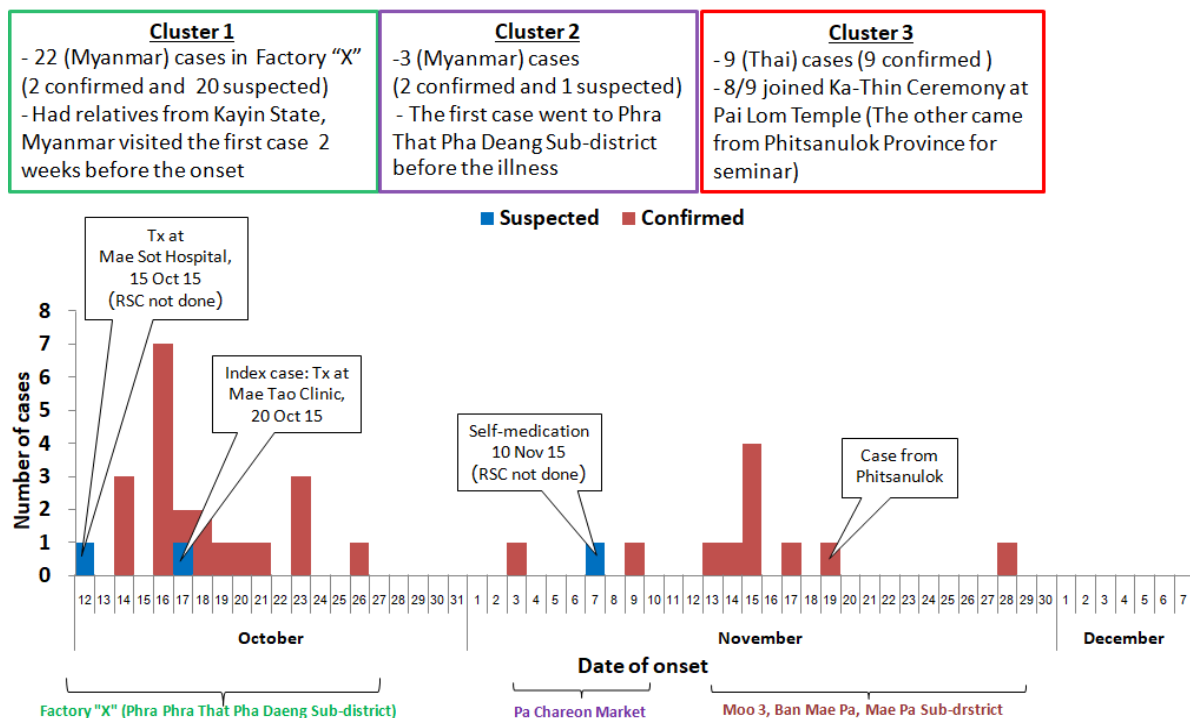 Cluster 1
- 22 (Myanmar) cases in Factory “X”
(2 confirmed and 20 suspected)
- Had relatives from Kayin State,
Myanmar visited the first case 2
weeks before the onset
Cluster 2
-3 (Myanmar) cases
(2 confirmed and 1 suspected)
- The first case went to Phra
That Pha Deang Sub-district
before the illness
Cluster 3
- 9 (Thai) cases (9 confirmed )
- 8/9 joined Ka-Thin Ceremony at
Pai Lom Temple (The other came
from Phitsanulok Province for
seminar)
Suspected Confirmed
Tx at
Mae Sot Hospital,
15 Oct 15
(RSC not done)
Index case: Tx at
Mae Tao Clinic,
20 Oct 15
Self-medication
10 Nov 15
(RSC not done)
Case from
Phitsanulok
Number of cases
8
7
6
5
4
3
2
1
0
12 13 14 15 16 17 18 19 20 21 22 23 24 25 26 27 28 29 30 31 1 2 3 4 5 6 7 8 9 10 11 12 13 14 15 16 17 18 19 20 21 22 23 24 25 26 27 28 29 30 1 2 3 4 5 6 7
October November December
Date of onset
Factory "X" (Phra Phra That Pha Daeng Sub-district)
Pa Chareon Market
Moo 3, Ban Mae Pa, Mae Pa Sub-drstrict